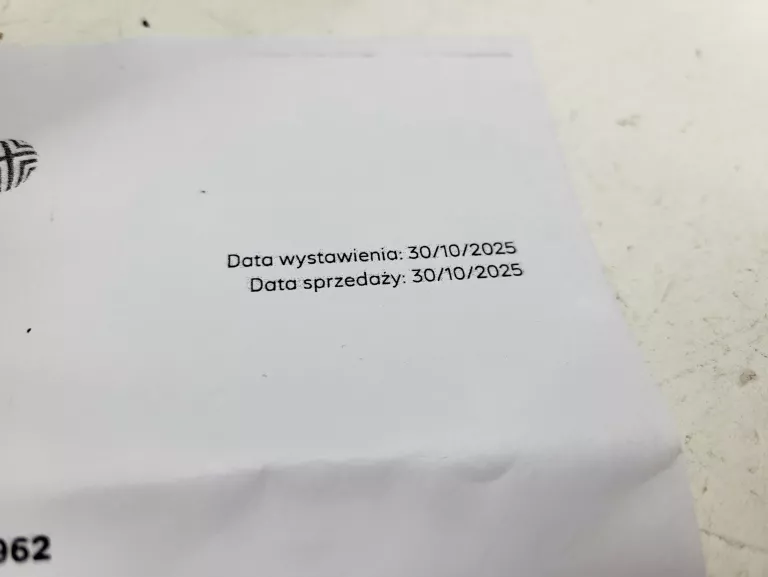 Data wystawienia: 30/10/2025
Data sprzedaży: 30/10/2025
962